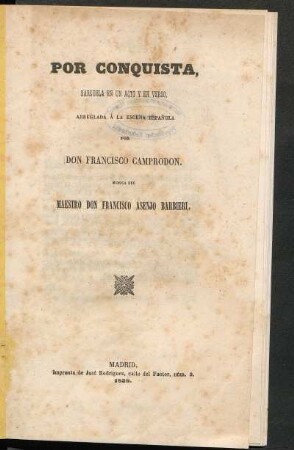 POR CONQUISTA,
ZARZUELA EN UN ACTO Y EN VERSO,
ARREGLADA Á LA ESCENA ESPAÑOLA
POR
DON FRANCISCO CAMPRODON.
MUSICA DEL
MAESTRO DON FRANCISCO ASENJO BARBIERI.
MADRID,
Imprenta de José Rodriguez, calle del Factor, núm. 9.